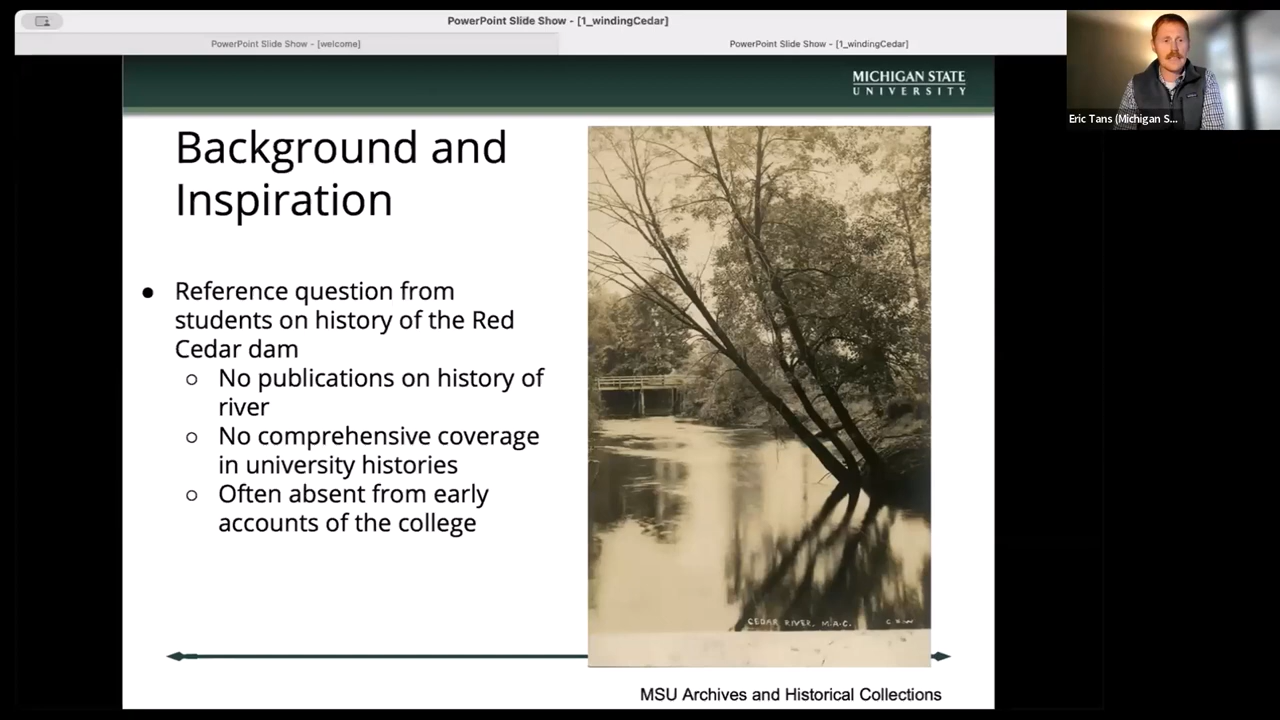 PowerPoint Slide Show - [1_windingCedar]
PowerPoint Slide Show - [welcome]
PowerPoint Slide Show - [1_windingCedar]
Eric Tans (Michigan S...
MICHIGAN STATE
UNIVERSITY
Background and
Inspiration
● Reference question from
students on history of the Red
Cedar dam
○ No publications on history of
river
○ No comprehensive coverage
in university histories
○ Often absent from early
accounts of the college
CEDAR RIVER, M.A.C.
MSU Archives and Historical Collections